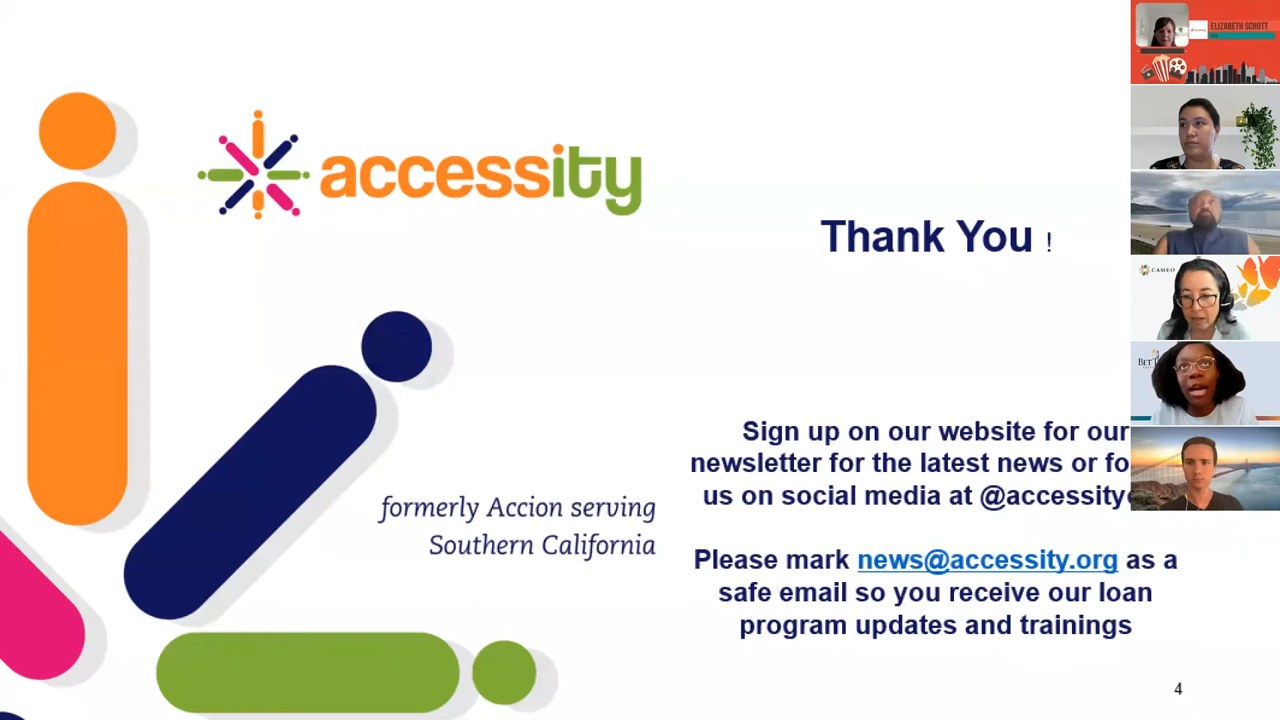 accessity
Thank You !
formerly Accion serving
Southern California
Sign up on our website for our
newsletter for the latest news or fo
us on social media at @accessity
Please mark news@accessity.org as a
safe email so you receive our loan
program updates and trainings
4
ELIZABETH SCHOTT
CAMEO
BET